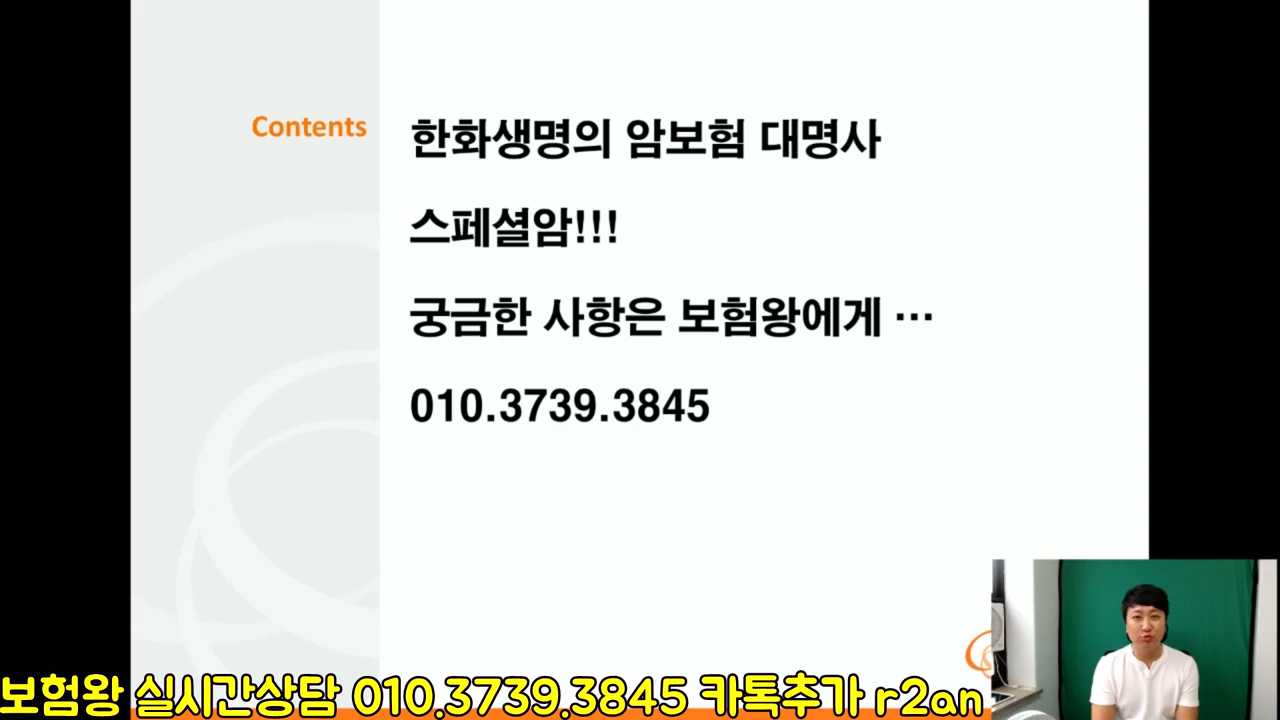 Contents
한화생명의 암보험 대명사
스페셜암!!!
궁금한 사항은 보험왕에게 …
010.3739.3845
보험왕 실시간상담 010.3739.3845 카톡추가 r2an